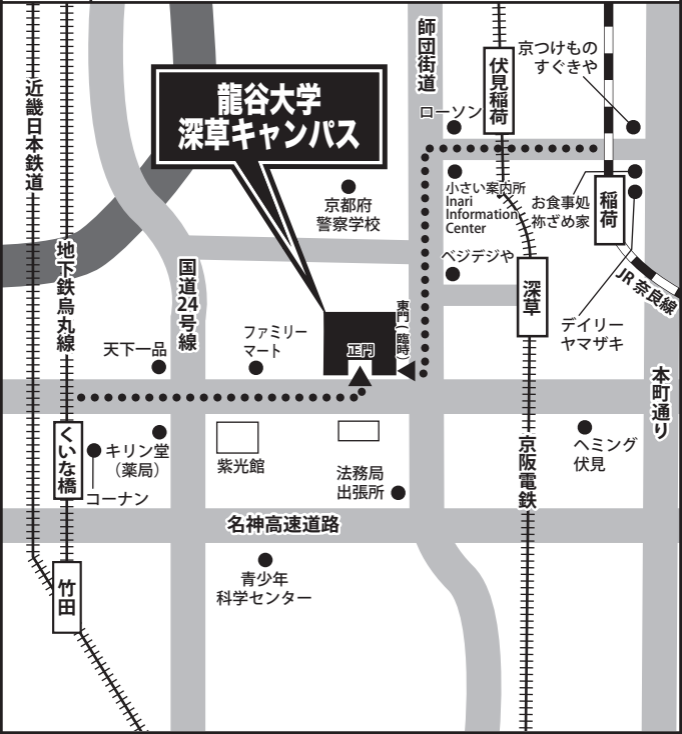 近畿日本鉄道
地下鉄烏丸線
国道24号線
師団街道
龍谷大学
深草キャンパス
伏見稲荷
京つけもの
すぐきや
ローソン
小さい案内所
Inari
Information
Center
お食事処
祢ざめ家
稲荷
京都府
警察学校
ベジデジや
深草
JR奈良線
デイリー
ヤマザキ
天下一品
ファミリー
マート
正門
東門(臨時)
本町通り
くいな橋
キリン堂
(薬局)
コーナン
紫光館
法務局
出張所
京阪電鉄
ヘミング
伏見
名神高速道路
竹田
青少年
科学センター